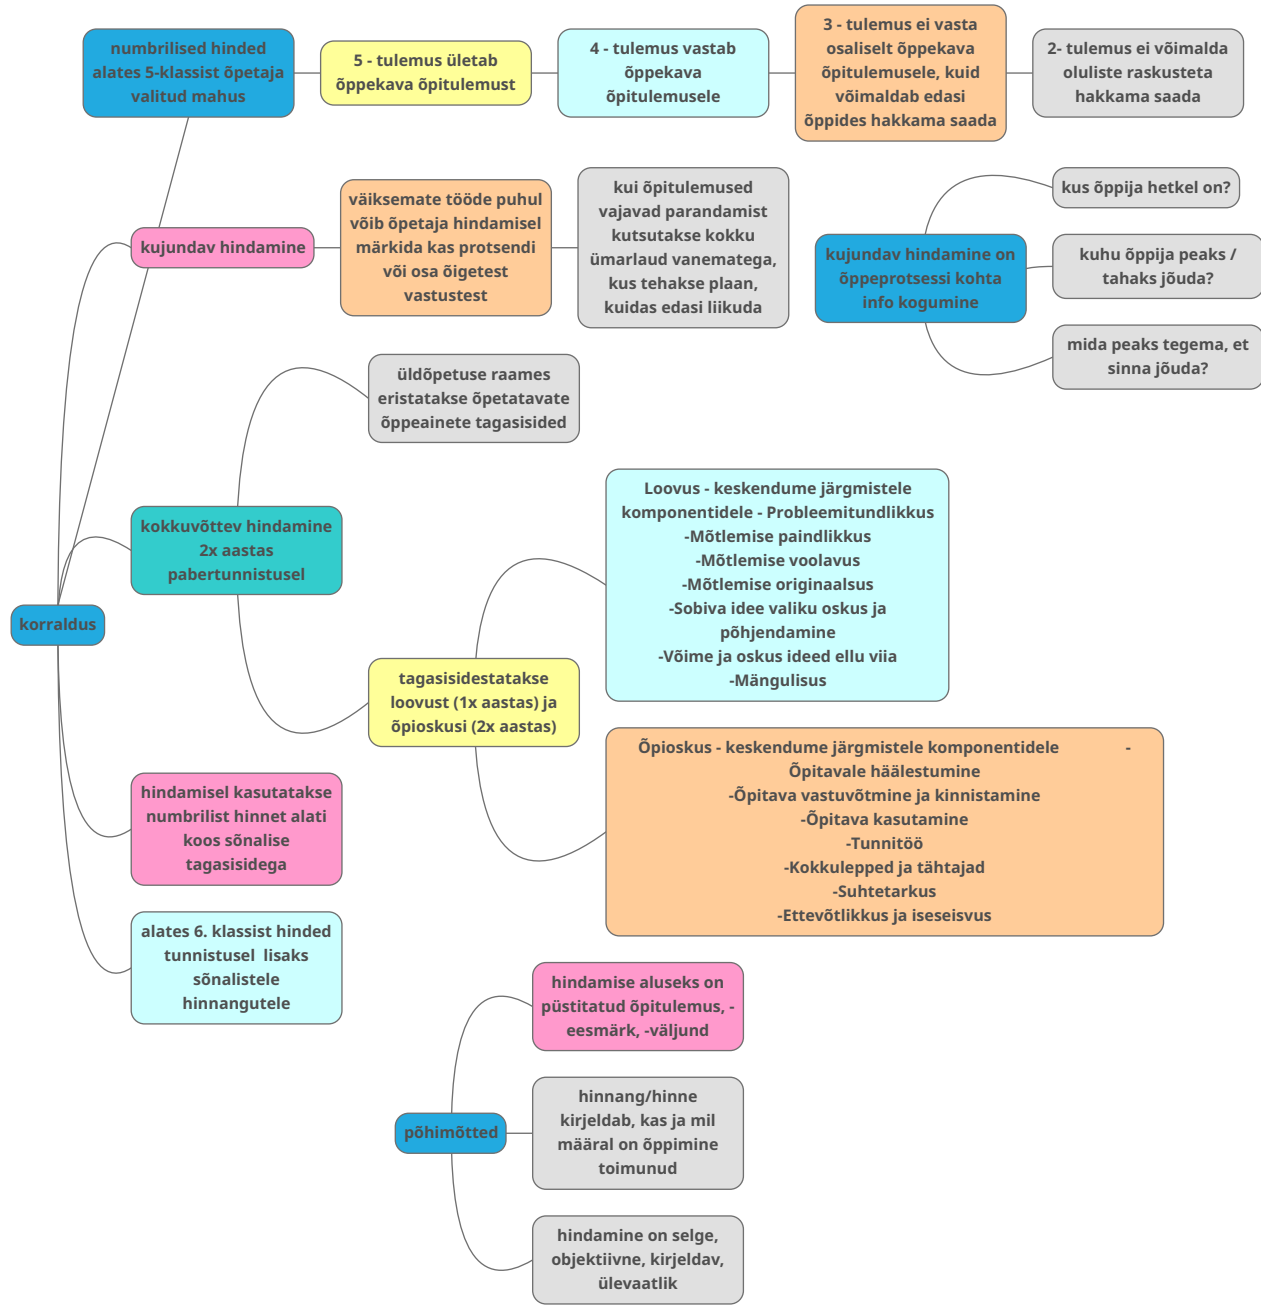 numbrilised hinded
alates 5-klassist õpetaja
valitud mahus
5 - tulemus ületab
õppekava õpitulemust
4 - tulemus vastab
õppekava
õpitulemusele
3 - tulemus ei vasta
osaliselt õppekava
õpitulemusele, kuid
võimaldab edasi
õppides hakkama saada
2- tulemus ei võimalda
oluliste raskusteta
hakkama saada
kujundav hindamine
väiksemate tööde puhul
võib õpetaja hindamisel
märkida kas protsendi
või osa õigetest
vastustest
kui õpitulemused
vajavad parandamist
kutsutakse kokku
ümarlaud vanematega,
kus tehakse plaan,
kuidas edasi liikuda
kujundav hindamine on
õppeprotsessi kohta
info kogumine
kus õppija hetkel on?
kuhu õppija peaks /
tahaks jõuda?
mida peaks tegema, et
sinna jõuda?
üldõpetuse raames
eristatakse õpetatavate
õppeainete tagasisided
kokkuvõttev hindamine
2x aastas
pabertunnistusel
korraldus
tagasisidestatakse
loovust (1x aastas) ja
õpioskusi (2x aastas)
Loovus - keskendume järgmistele
komponentidele - Probleemitundlikkus
-Mõtlemise paindlikkus
-Mõtlemise voolavus
-Mõtlemise originaalsus
-Sobiva idee valiku oskus ja
põhjendamine
-Võime ja oskus ideed ellu viia
-Mängulisus
Õpioskus - keskendume järgmistele komponentidele -
Õpitavale häälestumine
-Õpitava vastuvõtmine ja kinnistamine
-Õpitava kasutamine
-Tunnitöö
-Kokkulepped ja tähtajad
-Suhtetarkus
-Ettevõtlikkus ja iseseisvus
hindamisel kasutatakse
numbrilist hinnet alati
koos sõnalise
tagasisidega
alates 6. klassist hinded
tunnistusel lisaks
sõnalistele
hinnangutele
põhimõtted
hindamise aluseks on
püstitatud õpitulemus, -
eesmärk, -väljund
hinnang/hinne
kirjeldab, kas ja mil
määral on õppimine
toimunud
hindamine on selge,
objektiivne, kirjeldav,
ülevaatlik